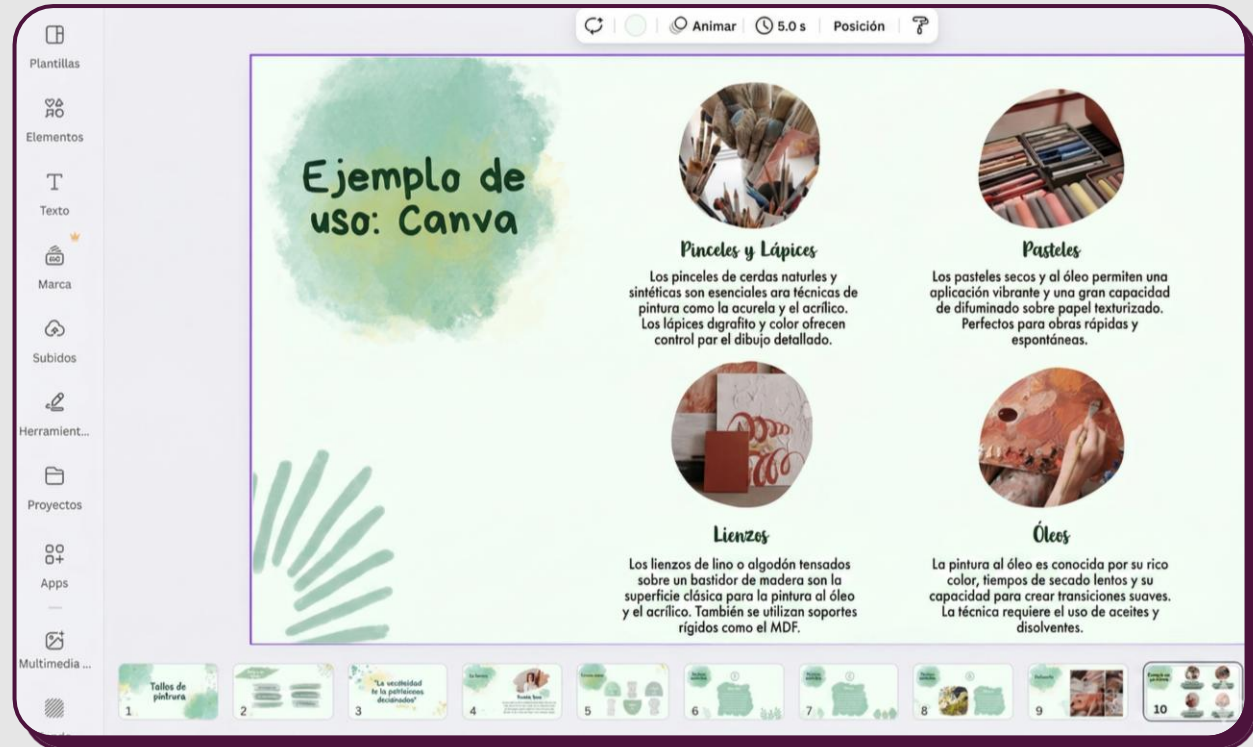 Animar
5.0 s
Posición
Plantillas
Elementos
Texto
Marca
Subidos
Herramient...
Proyectos
Apps
Multimedia ...
Ejemplo de
uso: Canva
Pinceles y Lápices
Los pinceles de cerdas naturles y
sintéticas son esenciales ara técnicas de
pintura como la acurela y el acrílico.
Los lápices dıgrafito y color ofrecen
control par el dibujo detallado.
Pasteles
Los pasteles secos y al óleo permiten una
aplicación vibrante y una gran capacidad
de difuminado sobre papel texturizado.
Perfectos para obras rápidas y
espontáneas.
Lienzos
Los lienzos de lino o algodón tensados
sobre un bastidor de madera son la
superficie clásica para la pintura al óleo
y el acrílico. También se utilizan soportes
rígidos como el MDF.
Óleos
La pintura al óleo es conocida por su rico
color, tiempos de secado lentos y su
capacidad para crear transiciones suaves.
La técnica requiere el uso de aceites y
disolventes.
Tallos de
pintrura
1
2
3
4
5
6
7
8
9
10